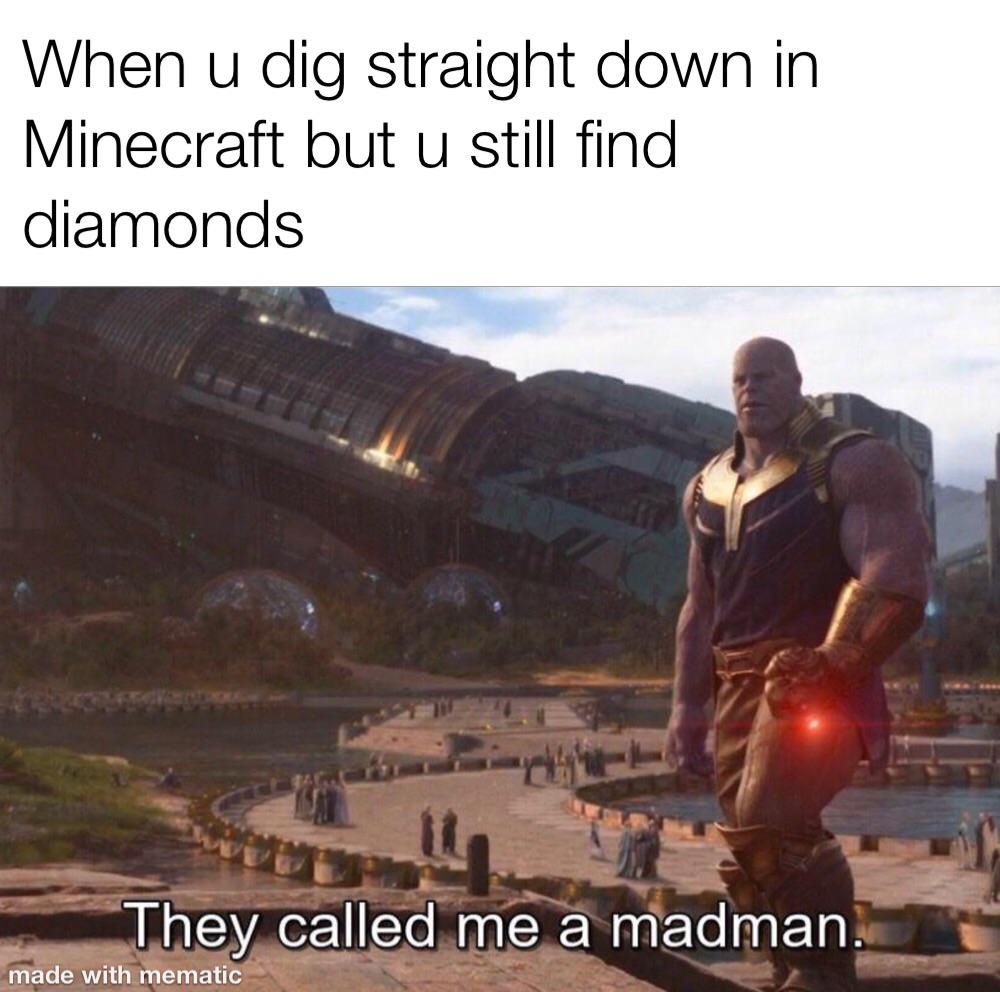 When u dig straight down in
Minecraft but u still find
diamonds
They called me a madman.
made with mematic